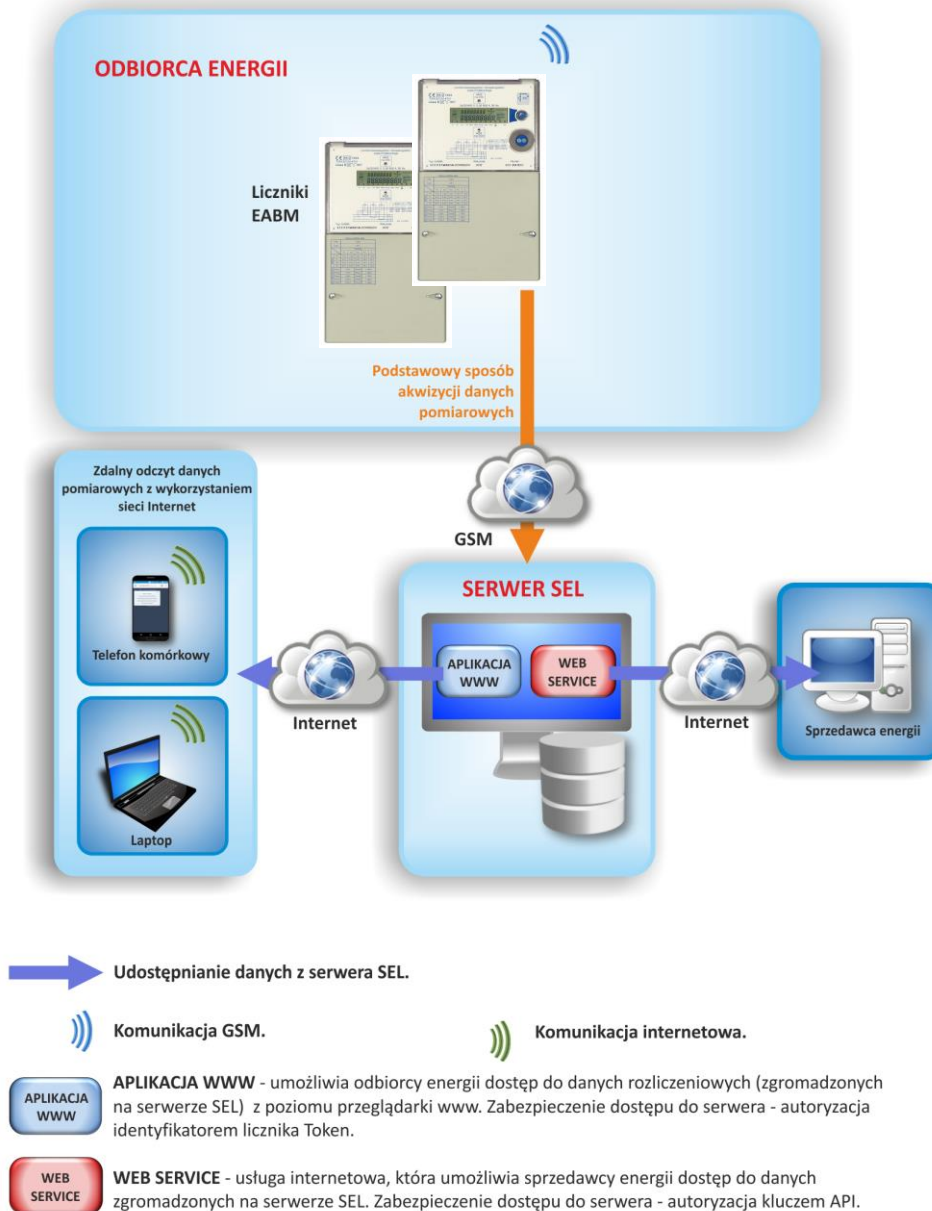 ODBIORCA ENERGII
Liczniki
EABM
Podstawowy sposób
akwizycji danych
pomiarowych
Zdalny odczyt danych
pomiarowych z wykorzystaniem
sieci Internet
GSM
SERWER SEL
Telefon komórkowy
APLIKACJA
WWW
WEB
SERVICE
Internet
Internet
Sprzedawca energii
Laptop
Udostępnianie danych z serwera SEL.
Komunikacja GSM.
Komunikacja internetowa.
APLIKACJA
WWW
APLIKACJA WWW - umożliwia odbiorcy energii dostęp do danych rozliczeniowych (zgromadzonych
na serwerze SEL) z poziomu przeglądarki www. Zabezpieczenie dostępu do serwera - autoryzacja
identyfikatorem licznika Token.
WEB
SERVICE
WEB SERVICE - usługa internetowa, która umożliwia sprzedawcy energii dostęp do danych
zgromadzonych na serwerze SEL. Zabezpieczenie dostępu do serwera - autoryzacja kluczem API.